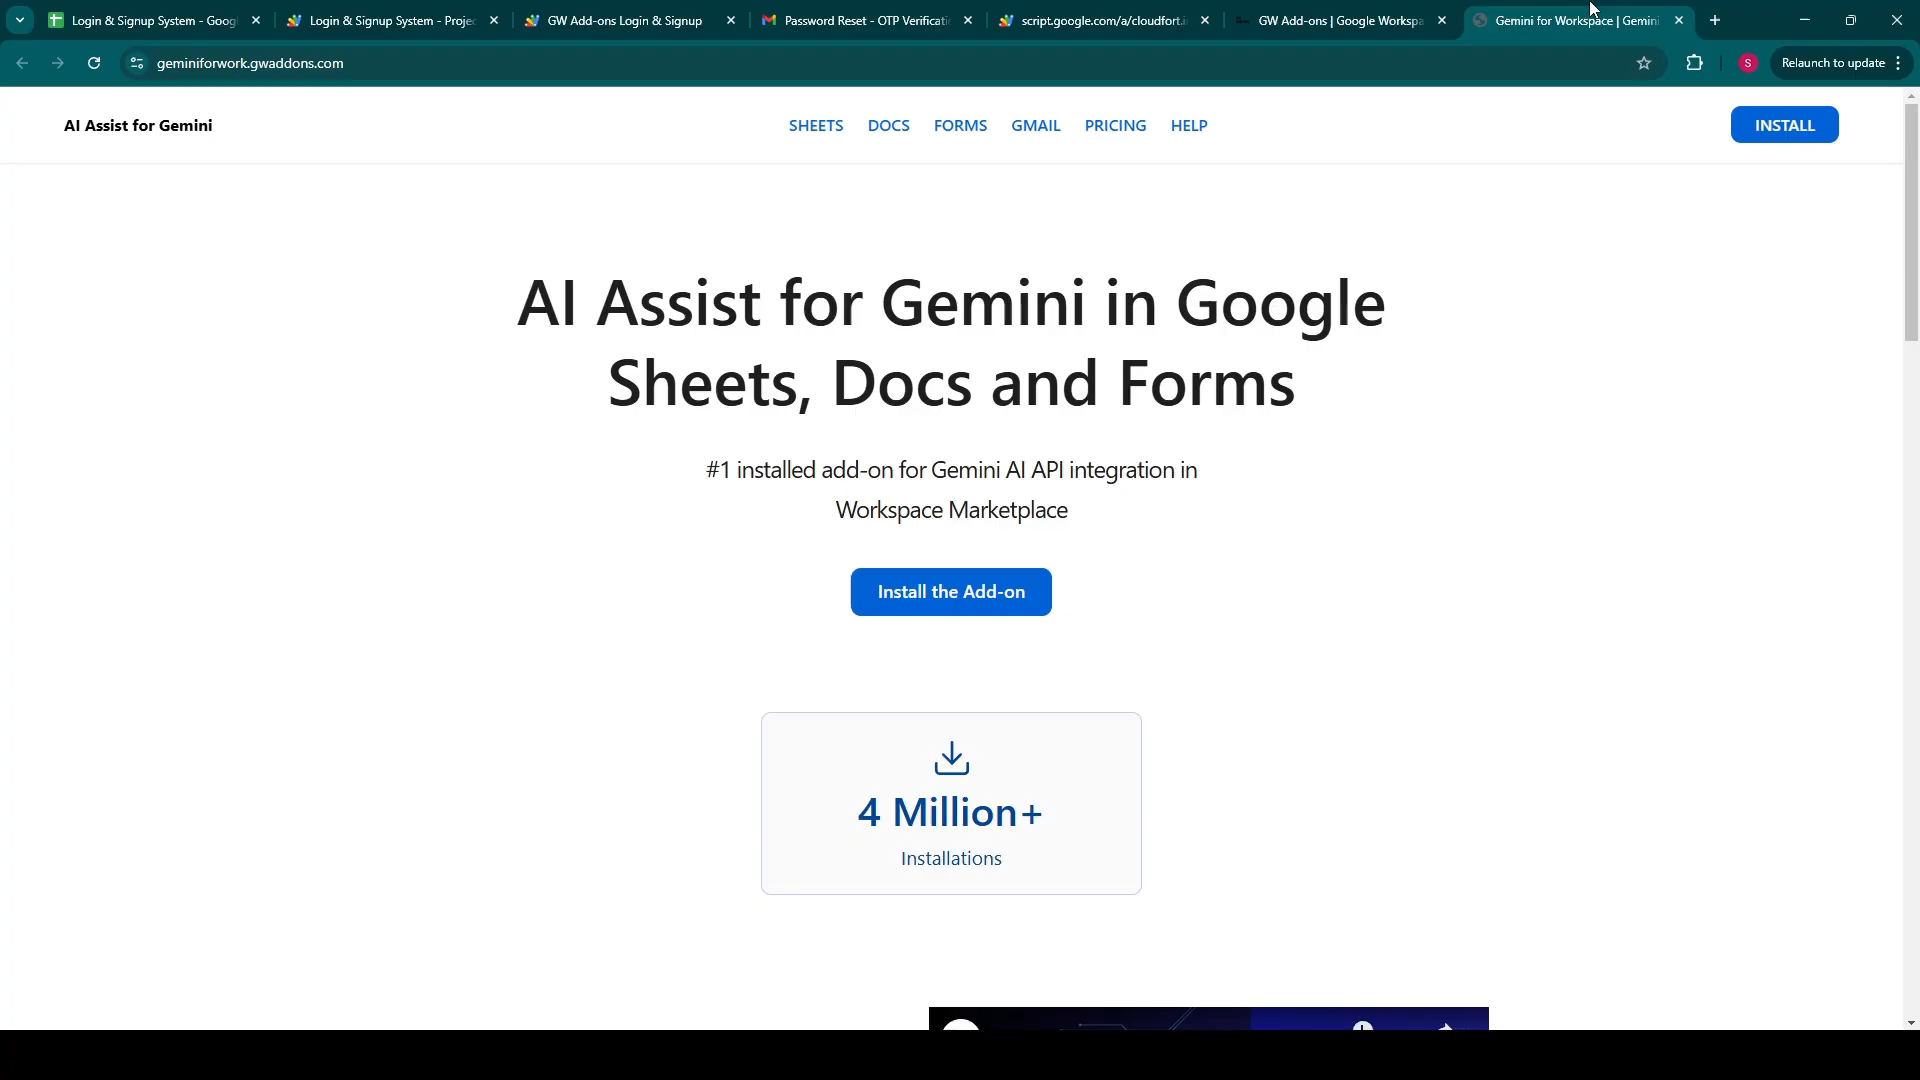 Login & Signup System - Goog
Login & Signup System - Projec
GW Add-ons Login & Signup
Password Reset - OTP Verificati
script.google.com/a/cloudfort.i
GW Add-ons | Google Workspa
Gemini for Workspace | Gemini
geminiforwork.gwaddons.com
S
Relaunch to update
AI Assist for Gemini
SHEETS
DOCS
FORMS
GMAIL
PRICING
HELP
INSTALL
AI Assist for Gemini in Google
Sheets, Docs and Forms
#1 installed add-on for Gemini AI API integration in
Workspace Marketplace
Install the Add-on
4 Million+
Installations